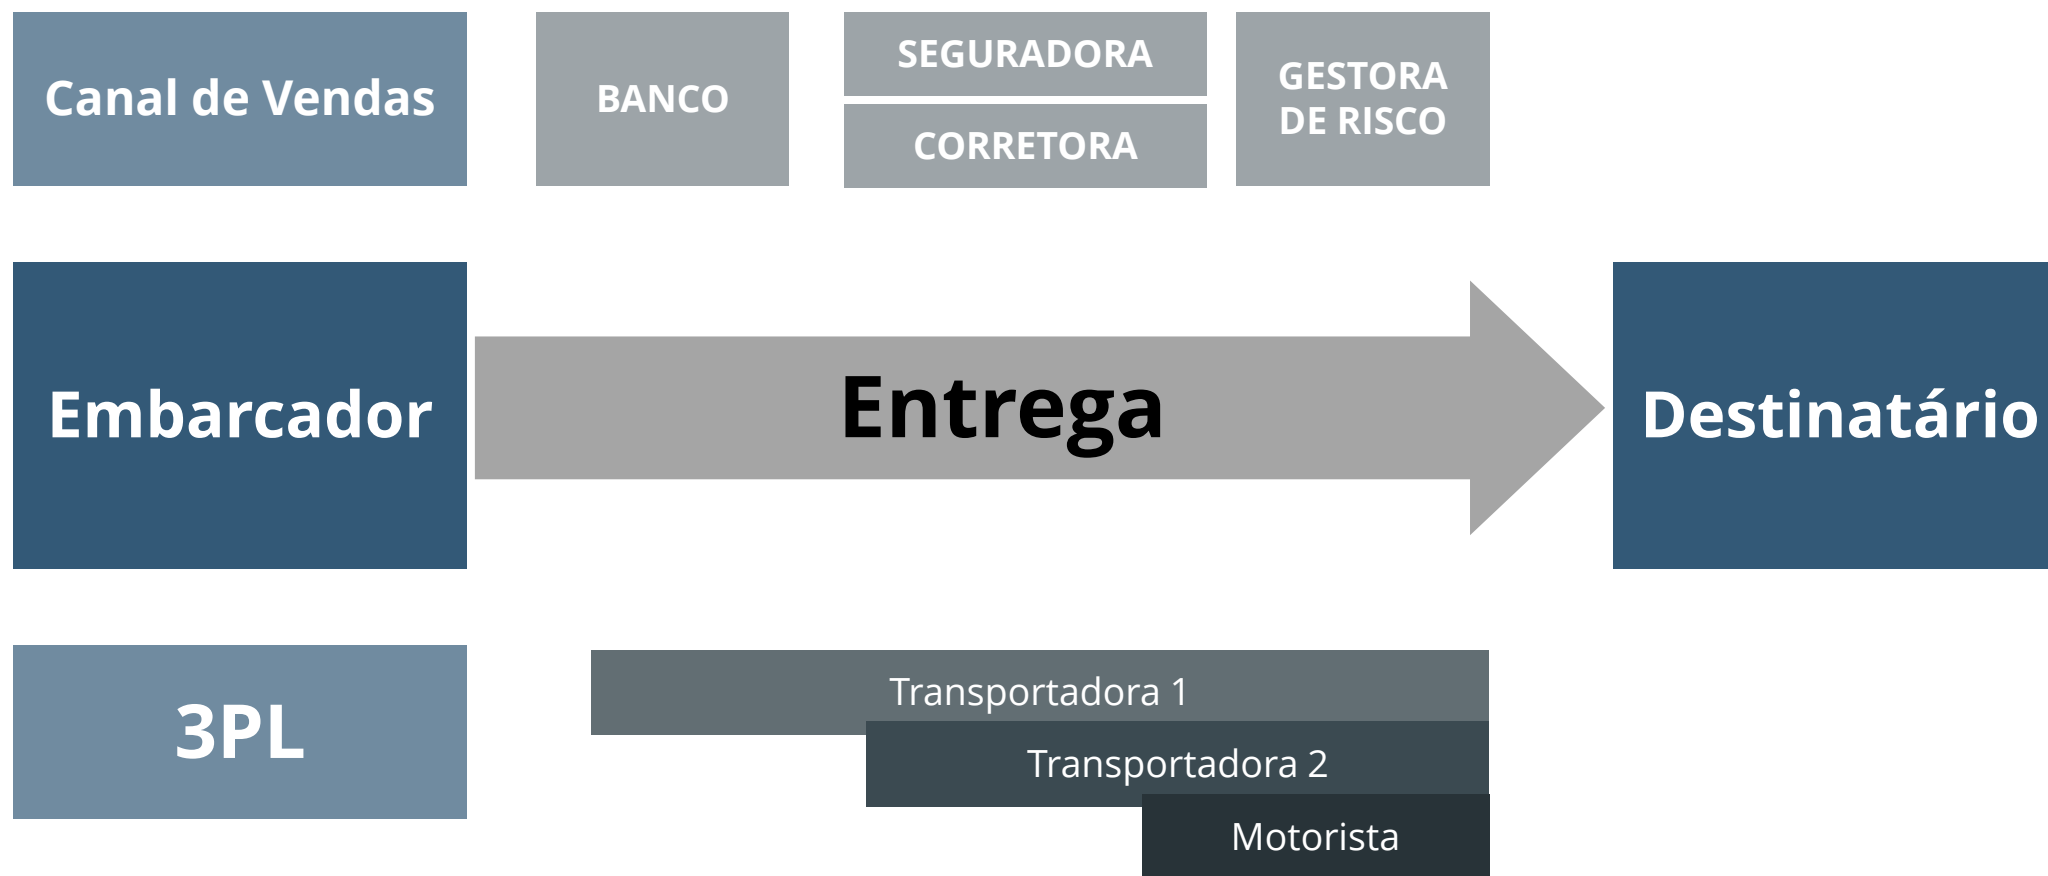 Canal de Vendas
BANCO
SEGURADORA
CORRETORA
GESTORA
DE RISCO
Embarcador
Entrega
Destinatário
3PL
Transportadora 1
Transportadora 2
Motorista